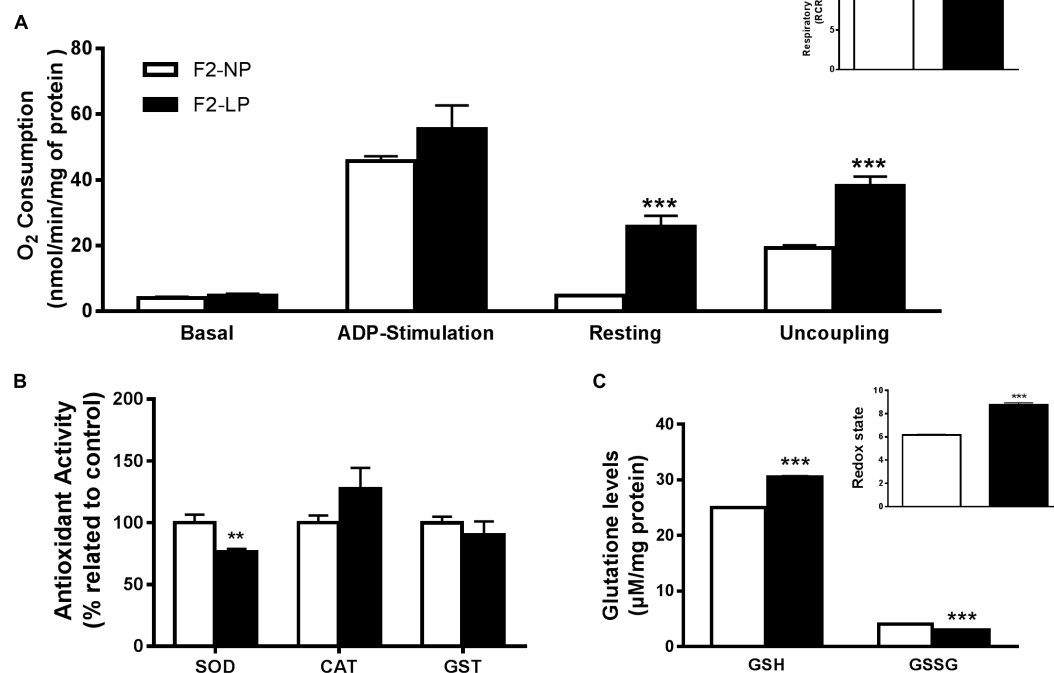 A
Respiratory
(RCR
5
0
O2 Consumption
(nmol/min/mg of protein )
80
60
40
20
0
F2-NP
F2-LP
***
***
Basal
ADP-Stimulation
Resting
Uncoupling
B
Antioxidant Activity
(% related to control)
200
150
100
50
0
**
SOD
CAT
GST
C
Glutatione levels
(µM/mg protein)
40
30
20
10
0
***
***
GSH
GSSG
Redox state
10
8
6
4
2
0
***